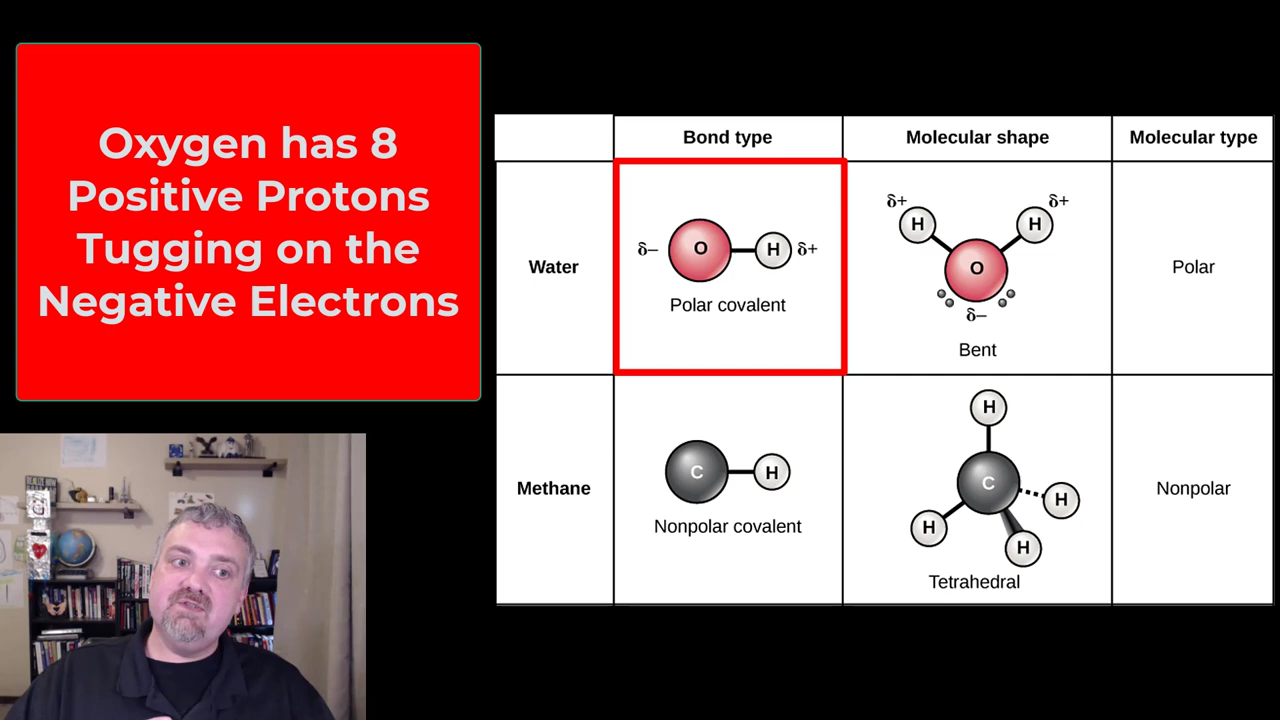 Oxygen has 8
Positive Protons
Tugging on the
Negative Electrons
Bond type
Molecular shape
Molecular type
Water
δ–
O
H
δ+
Polar covalent
δ+
δ+
H
H
O
δ–
Bent
Polar
Methane
C
H
Nonpolar covalent
H
C
H
H
H
Tetrahedral
Nonpolar